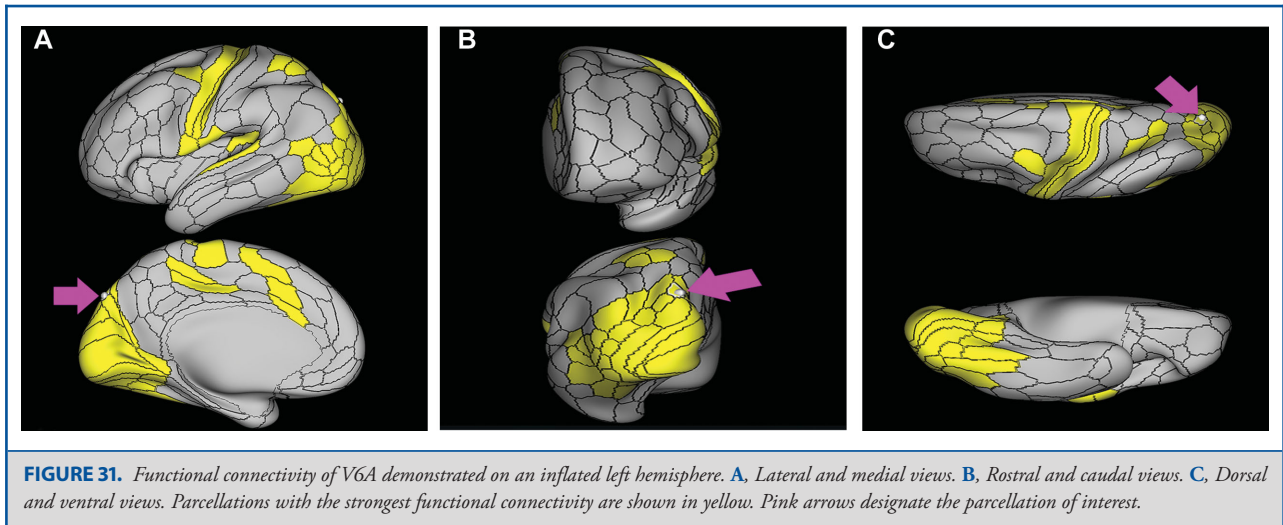 A
B
C
FIGURE 31. Functional connectivity of V6A demonstrated on an inflated left hemisphere. A, Lateral and medial views. B, Rostral and caudal views. C, Dorsal
and ventral views. Parcellations with the strongest functional connectivity are shown in yellow. Pink arrows designate the parcellation of interest.